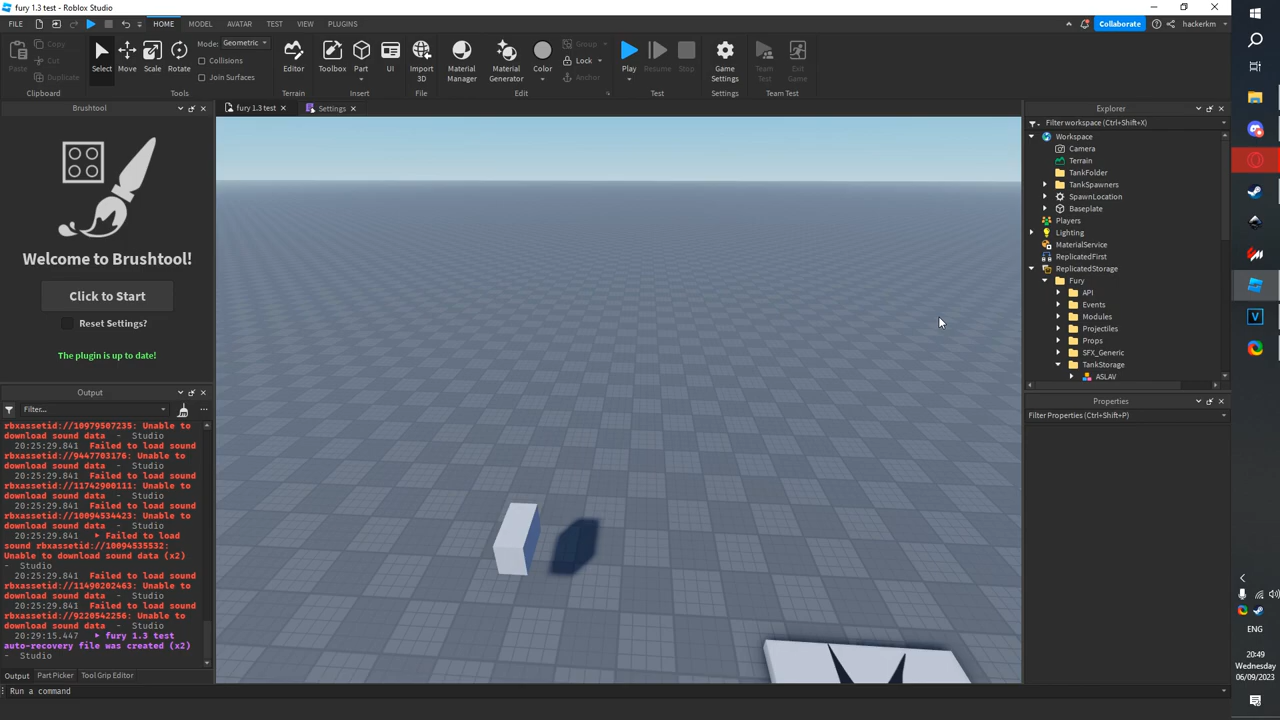 fury 1.3 test - Roblox Studio
FILE HOME MODEL AVATAR TEST VIEW PLUGINS Collaborate hackerm
Paste Copy Cut Duplicate Clipboard
Select Move Scale Rotate Mode: Geometric Collisions Join Surfaces Tools
Editor Terrain
Toolbox Part UI Insert
Import 3D File
Material Manager Material Generator Color Group Lock Anchor Edit
Play Resume Stop Test
Game Settings Settings
Team Test Exit Game Team Test
Brushtool
fury 1.3 test Settings
Welcome to Brushtool!
Click to Start
Reset Settings?
The plugin is up to date!
Output
Filter...
rbxassetid://10979507235: Unable to
download sound data - Studio
20:25:29.841 Failed to load sound
rbxassetid://9447703176: Unable to
download sound data - Studio
20:25:29.841 Failed to load sound
rbxassetid://11742900111: Unable to
download sound data - Studio
20:25:29.841 Failed to load sound
rbxassetid://10094534423: Unable to
download sound data - Studio
20:25:29.841 Failed to load
sound rbxassetid://10094535532:
Unable to download sound data (x2)
- Studio
20:25:29.841 Failed to load sound
rbxassetid://11490202463: Unable to
download sound data - Studio
20:25:29.841 Failed to load sound
rbxassetid://9220542256: Unable to
download sound data - Studio
20:29:15.447 fury 1.3 test
auto-recovery file was created (x2)
- Studio
Output Part Picker Tool Grip Editor
Run a command
Explorer
Filter workspace (Ctrl+Shift+X)
Workspace
Camera
Terrain
TankFolder
TankSpawners
SpawnLocation
Baseplate
Players
Lighting
MaterialService
ReplicatedFirst
ReplicatedStorage
Fury
API
Events
Modules
Projectiles
Props
SFX_Generic
TankStorage
ASLAV
Properties
Filter Properties (Ctrl+Shift+P)
ENG
20:49
Wednesday
06/09/2023